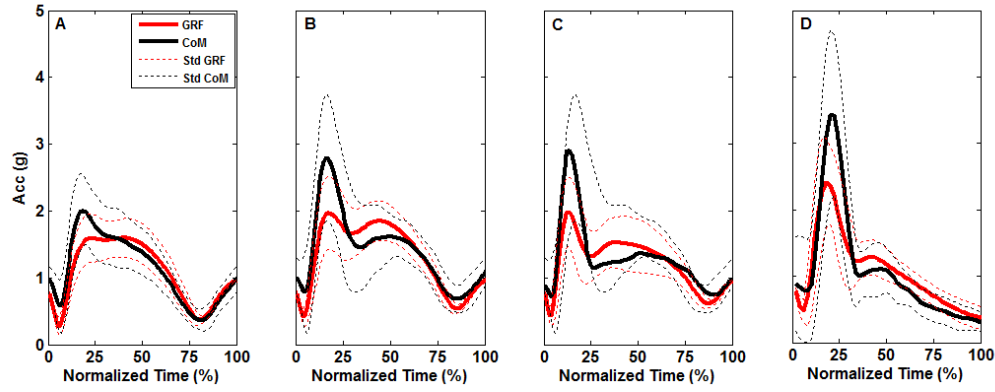 A
GRF
CoM
Std GRF
Std CoM
B
C
D
Acc (g)
5
4
3
2
1
0
0 25 50 75 100
0 25 50 75 100
0 25 50 75 100
0 25 50 75 100
Normalized Time (%)
Normalized Time (%)
Normalized Time (%)
Normalized Time (%)